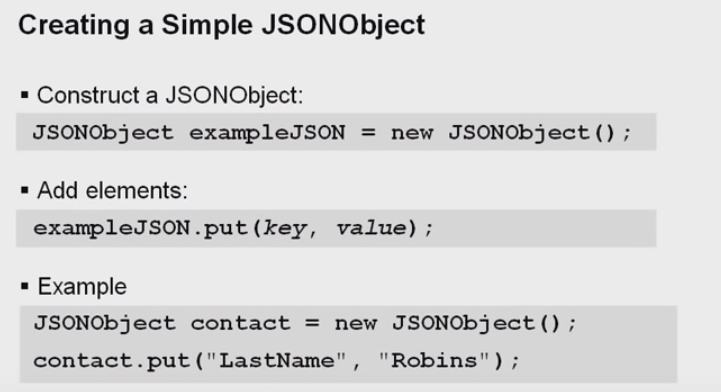 Creating a Simple JSONObject
▪ Construct a JSONObject:
JSONObject exampleJSON = new JSONObject();
▪ Add elements:
exampleJSON.put(key, value);
▪ Example
JSONObject contact = new JSONObject();
contact.put("LastName", "Robins");